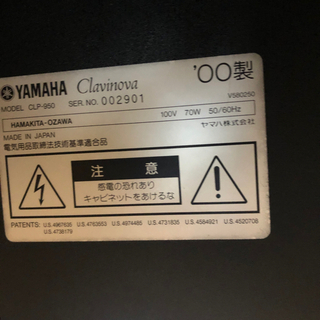 YAMAHA Clavinova '00製
MODEL CLP-950 SER. NO. 002901 V580250
HAMAKITA-OZAWA 100V 70W 50/60Hz
MADE IN JAPAN ヤマハ株式会社
電気用品取締法技術基準適合品
注 意
感電の恐れあり
キャビネットをあけるな
PATENTS: U.S.4967635 U.S.4763553 U.S.4974485 U.S.4731835 U.S.4584921 U.S.4520708
U.S.4736179